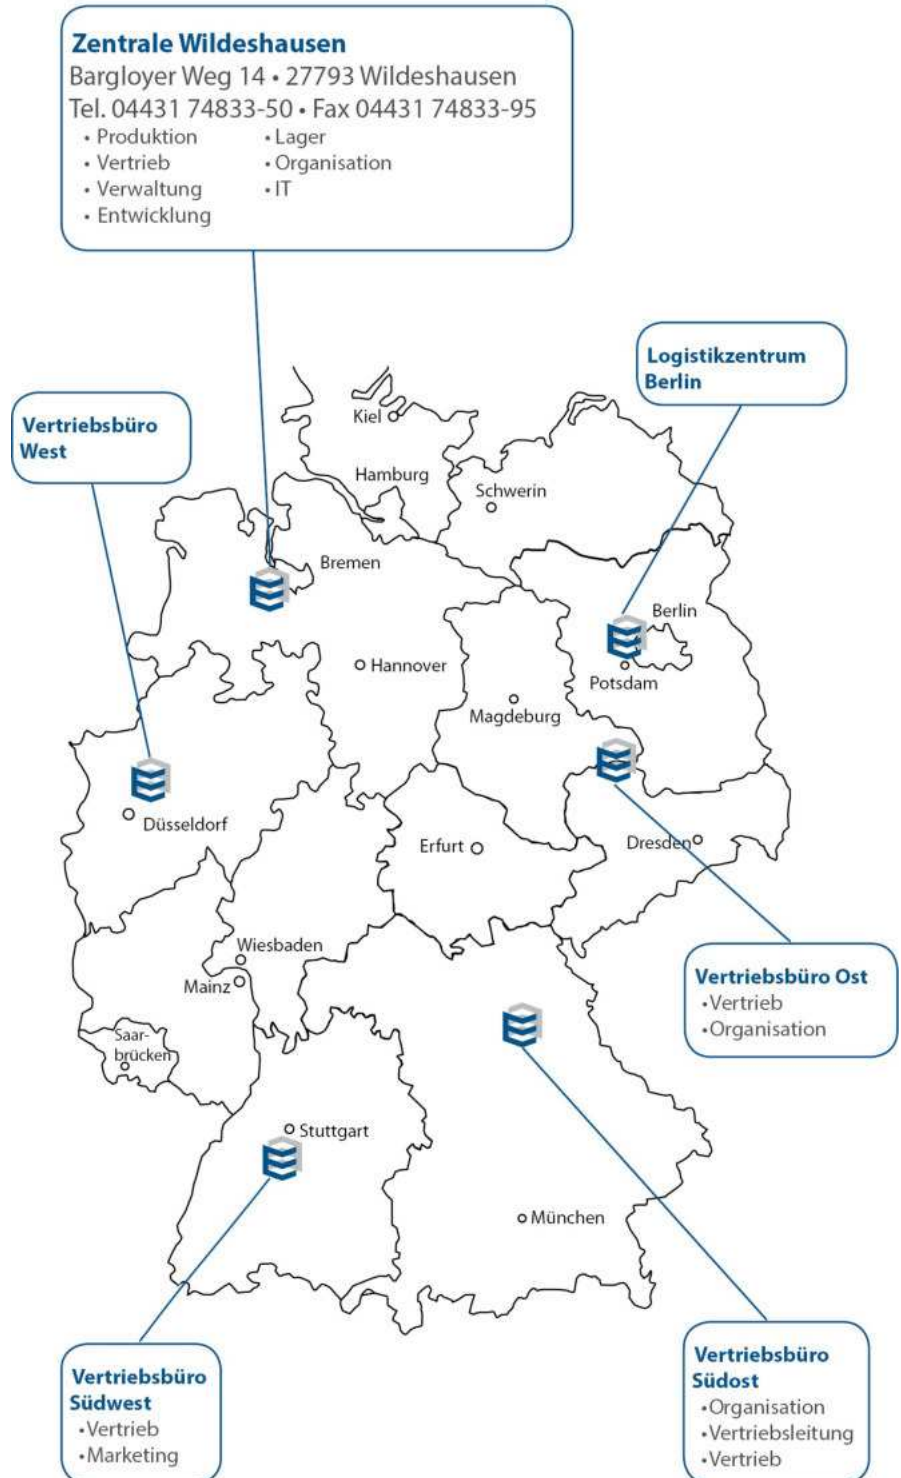 Zentrale Wildeshausen
Bargloyer Weg 14 • 27793 Wildeshausen
Tel. 04431 74833-50 • Fax 04431 74833-95
• Produktion
• Vertrieb
• Verwaltung
• Entwicklung
• Lager
• Organisation
• IT
Logistikzentrum
Berlin
Vertriebsbüro
West
Kiel
Hamburg
Schwerin
Bremen
Berlin
Hannover
Potsdam
Magdeburg
Düsseldorf
Erfurt
Dresden
Wiesbaden
Mainz
Vertriebsbüro Ost
•Vertrieb
•Organisation
Saar-
brücken
Stuttgart
München
Vertriebsbüro
Südwest
•Vertrieb
•Marketing
Vertriebsbüro
Südost
•Organisation
•Vertriebsleitung
•Vertrieb